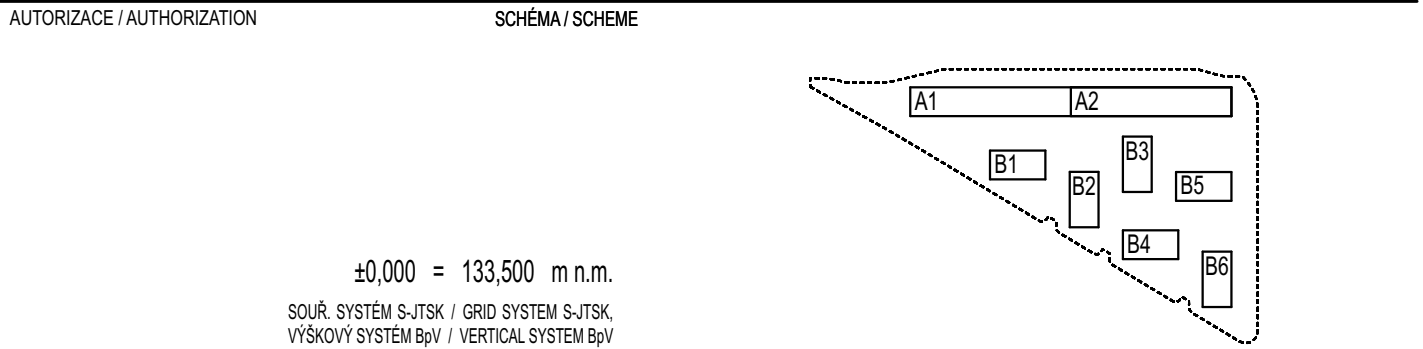 AUTORIZACE / AUTHORIZATION
SCHÉMA / SCHEME
A1
A2
B1
B2
B3
B5
B4
B6
±0,000 = 133,500 m n.m.
SOUŘ. SYSTÉM S-JTSK / GRID SYSTEM S-JTSK,
VÝŠKOVÝ SYSTÉM BpV / VERTICAL SYSTEM BpV